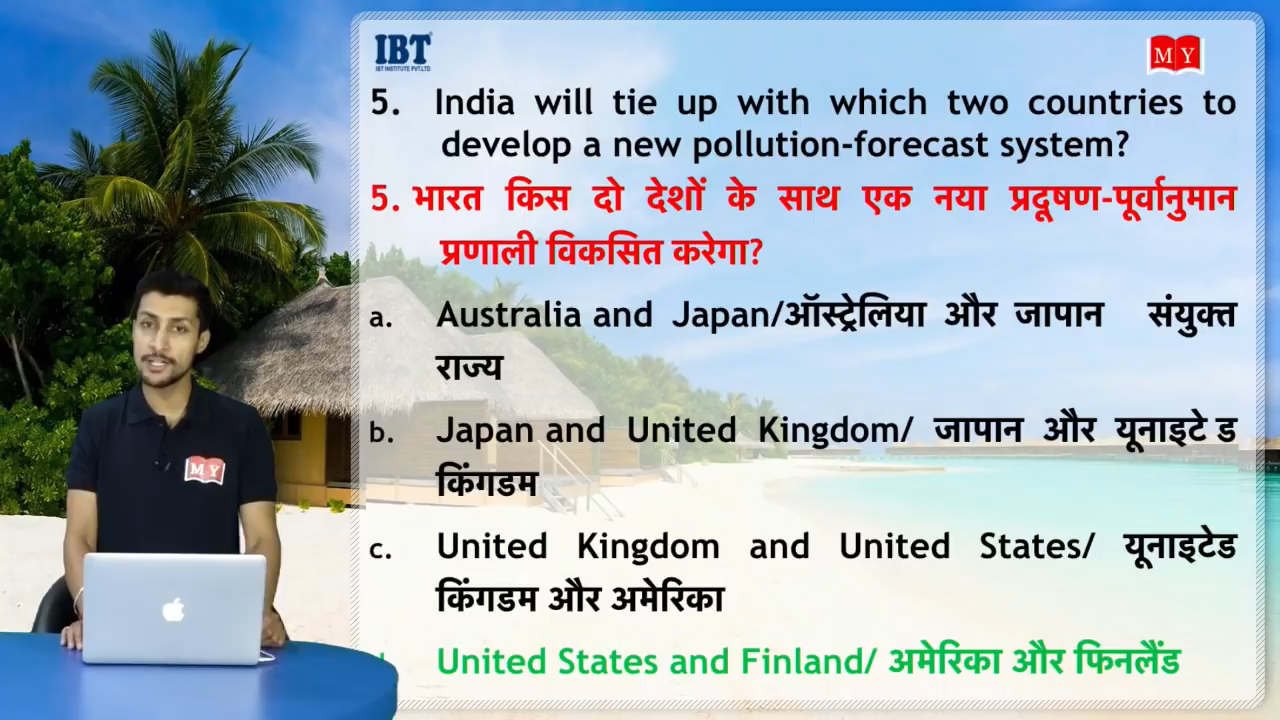 IBT
IBT INSTITUTE PVT.LTD
MY
5. India will tie up with which two countries to
develop a new pollution-forecast system?
5. भारत किस दो देशों के साथ एक नया प्रदूषण-पूर्वानुमान
प्रणाली विकसित करेगा?
a. Australia and Japan/ऑस्ट्रेलिया और जापान संयुक्त
राज्य
b. Japan and United Kingdom/ जापान और यूनाइटे ड
किंगडम
c. United Kingdom and United States/ यूनाइटेड
किंगडम और अमेरिका
United States and Finland/ अमेरिका और फिनलैंड
MY